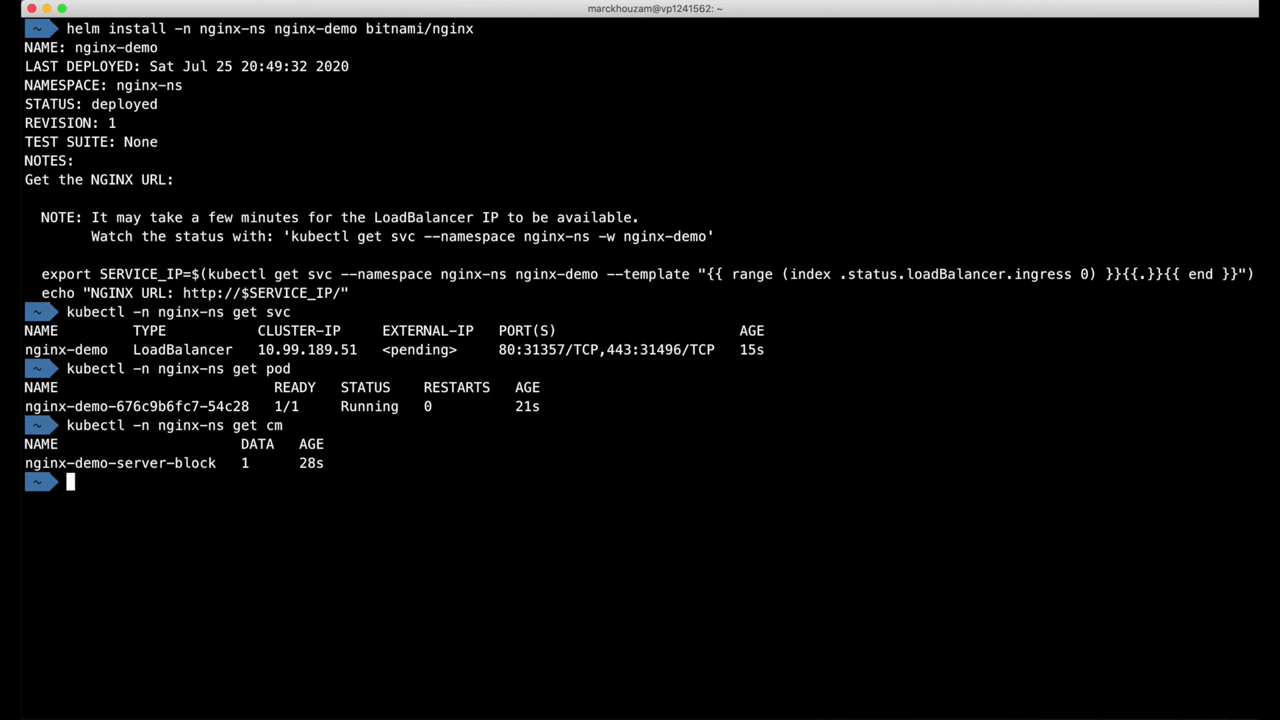 marckhouzam@vp1241562: ~
~ helm install -n nginx-ns nginx-demo bitnami/nginx
NAME: nginx-demo
LAST DEPLOYED: Sat Jul 25 20:49:32 2020
NAMESPACE: nginx-ns
STATUS: deployed
REVISION: 1
TEST SUITE: None
NOTES:
Get the NGINX URL:
NOTE: It may take a few minutes for the LoadBalancer IP to be available.
Watch the status with: 'kubectl get svc --namespace nginx-ns -w nginx-demo'
export SERVICE_IP=$(kubectl get svc --namespace nginx-ns nginx-demo --template "{{ range (index .status.loadBalancer.ingress 0) }}{{.}}{{ end }}")
echo "NGINX URL: http://$SERVICE_IP/"
~ kubectl -n nginx-ns get svc
NAME TYPE CLUSTER-IP EXTERNAL-IP PORT(S) AGE
nginx-demo LoadBalancer 10.99.189.51 <pending> 80:31357/TCP,443:31496/TCP 15s
~ kubectl -n nginx-ns get pod
NAME READY STATUS RESTARTS AGE
nginx-demo-676c9b6fc7-54c28 1/1 Running 0 21s
~ kubectl -n nginx-ns get cm
NAME DATA AGE
nginx-demo-server-block 1 28s
~